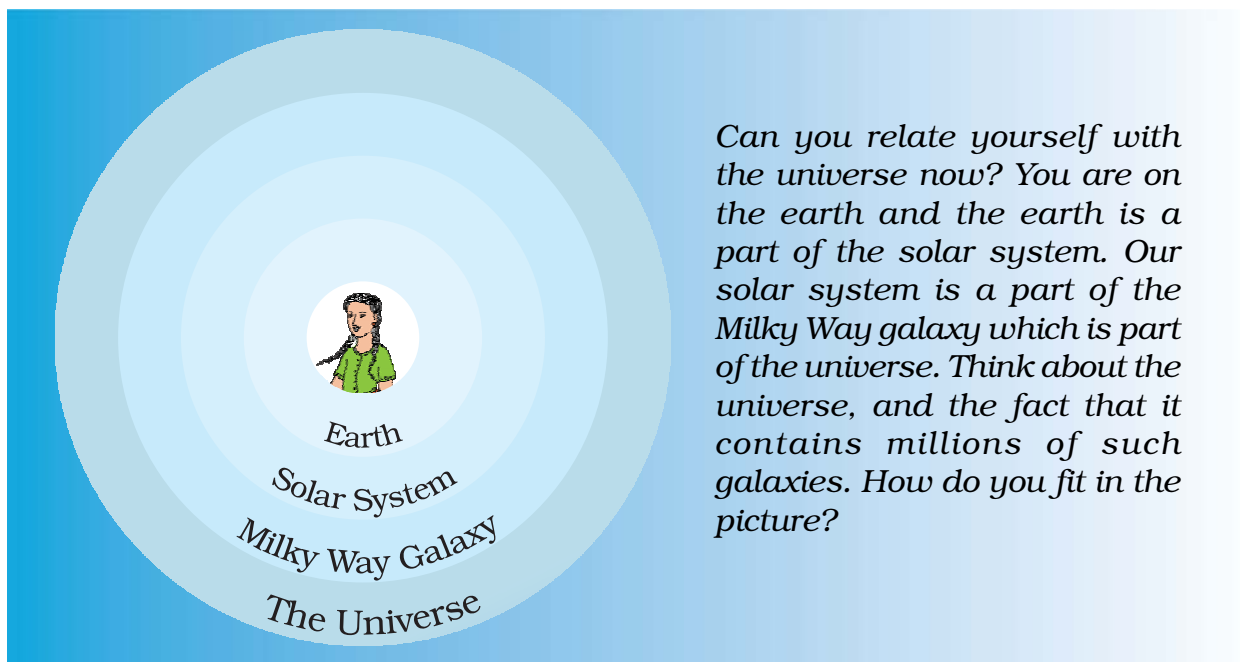 Earth
Solar System
Milky Way Galaxy
The Universe
Can you relate yourself with
the universe now? You are on
the earth and the earth is a
part of the solar system. Our
solar system is a part of the
Milky Way galaxy which is part
of the universe. Think about the
universe, and the fact that it
contains millions of such
galaxies. How do you fit in the
picture?